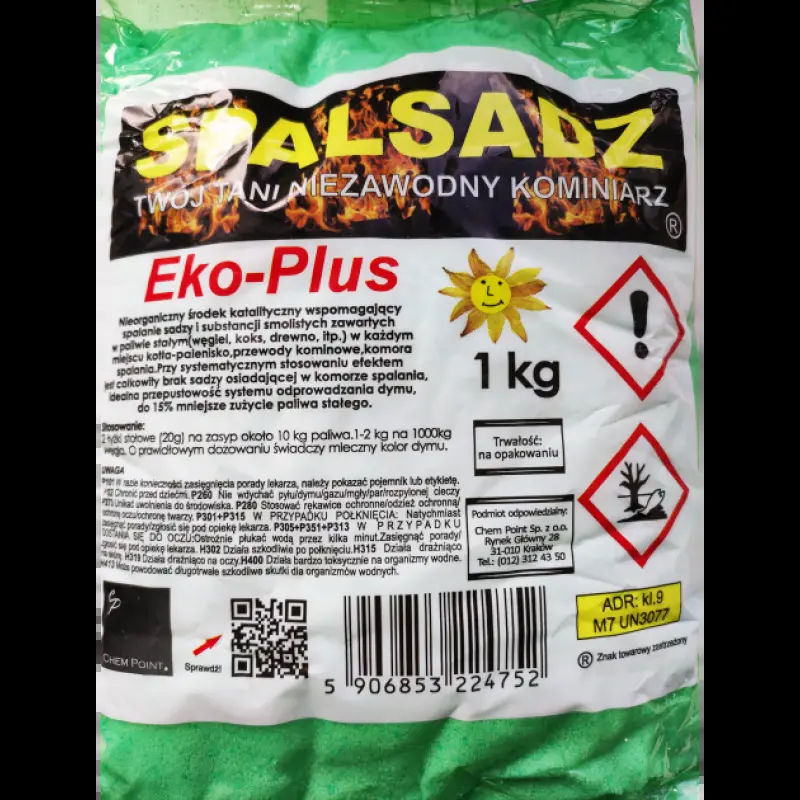 SPALSADZ
TWÓJ TANI NIEZAWODNY KOMINIARZ
®
Eko-Plus
Nieorganiczny środek katalityczny wspomagający
spalanie sadzy i substancji smolistych zawartych
w paliwie stałym(węgiel, koks, drewno, itp.) w każdym
miejscu kotła-palenisko,przewody kominowe,komora
spalania.Przy systematycznym stosowaniu efektem
jest całkowity brak sadzy osiadającej w komorze spalania,
idealna przepustowość systemu odprowadzania dymu,
do 15% mniejsze zużycie paliwa stałego.
1 kg
Stosowanie:
2 łyżki stołowe (20g) na zasyp około 10 kg paliwa.1-2 kg na 1000kg
węgla. O prawidłowym dozowaniu świadczy mleczny kolor dymu.
Trwałość:
na opakowaniu
UWAGA
P101 W razie konieczności zasięgnięcia porady lekarza, należy pokazać pojemnik lub etykietę.
P102 Chronić przed dziećmi. P260 Nie wdychać pyłu/dymu/gazu/mgły/par/rozpylonej cieczy
P273 Unikać uwolnienia do środowiska. P280 Stosować rękawice ochronne/odzież ochronną/
ochronę oczu/ochronę twarzy. P301+P315 W PRZYPADKU POŁKNIĘCIA: Natychmiast
zasięgnąć porady/zgłosić się pod opiekę lekarza. P305+P351+P313 W PRZYPADKU
DOSTANIA SIĘ DO OCZU:Ostrożnie płukać wodą przez kilka minut.Zasięgnąć porady/
zgłosić się pod opiekę lekarza. H302 Działa szkodliwie po połknięciu.H315 Działa drażniąco
na skórę. H319 Działa drażniąco na oczy.H400 Działa bardzo toksycznie na organizmy wodne.
H412 Może powodować długotrwałe szkodliwe skutki dla organizmów wodnych.
Podmiot odpowiedzialny:
Chem Point Sp. z o.o.
Rynek Główny 28
31-010 Kraków
Tel.: (012) 312 43 50
ADR: kl.9
M7 UN3077
® Znak towarowy zastrzeżony
CHEM POINT.
Sprawdź!
5 906853 224752